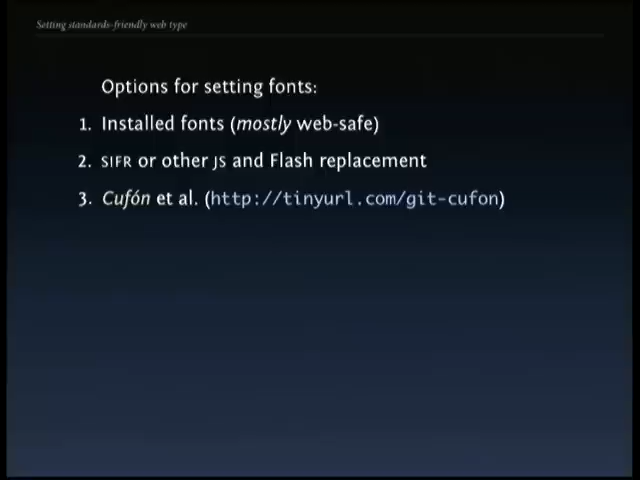 Setting standards-friendly web type
Options for setting fonts:
1. Installed fonts (mostly web-safe)
2. SIFR or other JS and Flash replacement
3. Cufón et al. (http://tinyurl.com/git-cufon)